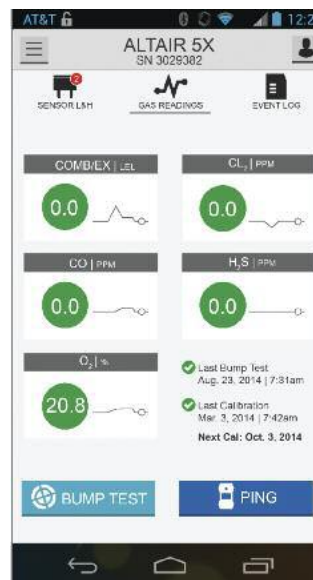 AT&T 12:2
ALTAIR 5X
SN 3029382
2
SENSOR L&H GAS READINGS EVENT LOG
COMB/EX | LEL CL₂ | PPM
0.0 0.0
CO | PPM H₂S | PPM
0.0 0.0
O₂ | %
20.8
Last Bump Test
Aug. 23, 2014 | 7:31am
Last Calibration
Mar. 3, 2014 | 7:42am
Next Cal: Oct. 3, 2014
BUMP TEST PING